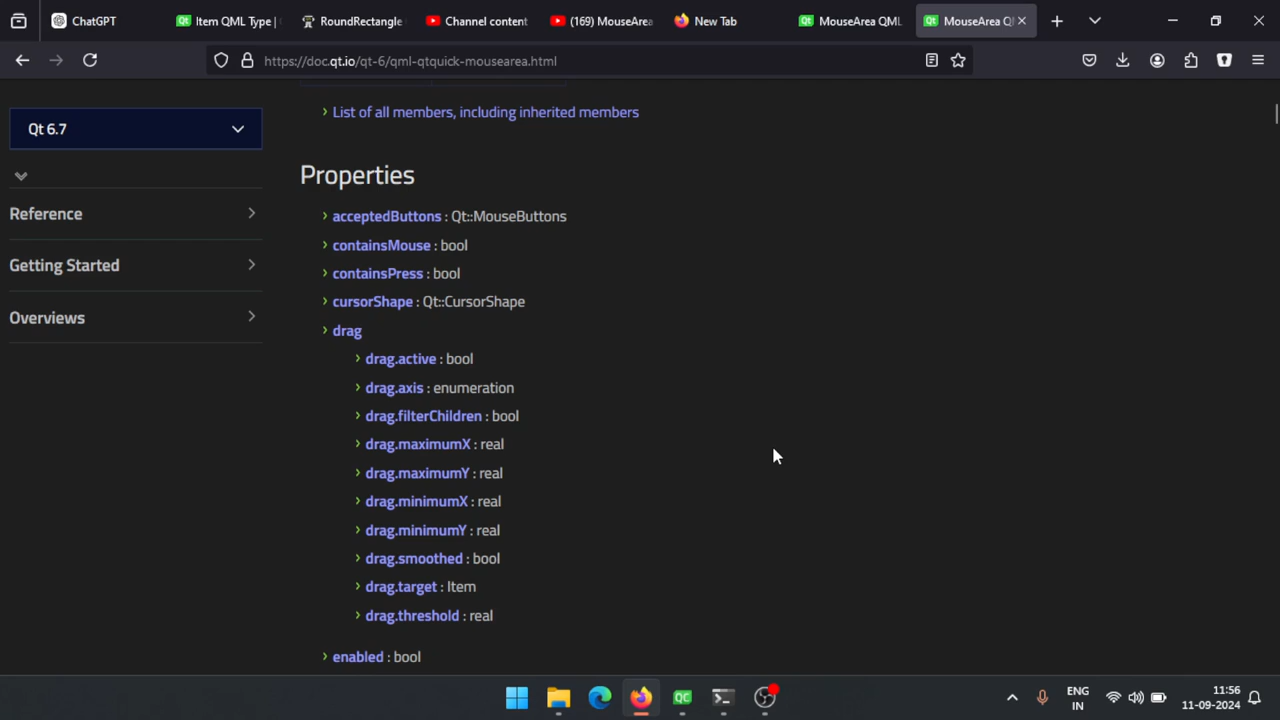 ChatGPT
Item QML Type |
RoundRectangle
Channel content
(169) MouseArea
New Tab
MouseArea QML
MouseArea Q
https://doc.qt.io/qt-6/qml-qtquick-mousearea.html
Qt 6.7
Reference
Getting Started
Overviews
List of all members, including inherited members
Properties
acceptedButtons : Qt::MouseButtons
containsMouse : bool
containsPress : bool
cursorShape : Qt::CursorShape
drag
drag.active : bool
drag.axis : enumeration
drag.filterChildren : bool
drag.maximumX : real
drag.maximumY : real
drag.minimumX : real
drag.minimumY : real
drag.smoothed : bool
drag.target : Item
drag.threshold : real
enabled : bool
ENG
IN
11:56
11-09-2024